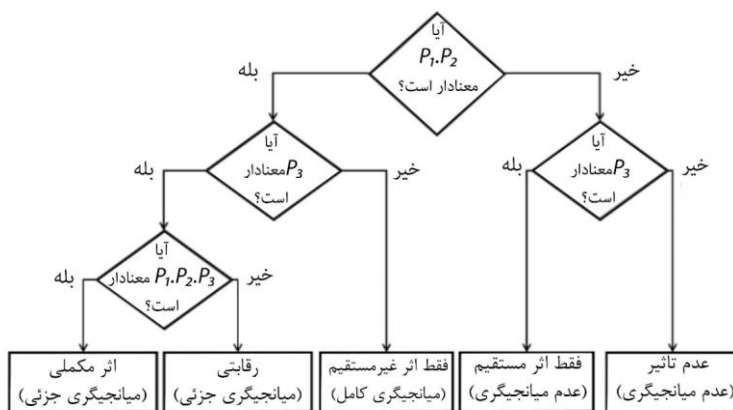 آیا
P₁.P₂
معنادار است؟
بله
خیر
آیا
P₃معنادار
است؟
بله
خیر
آیا
P₃معنادار
است؟
بله
خیر
آیا
P₁.P₂.P₃ معنادار
است؟
بله
خیر
اثر مکملی
(میانجیگری جزئی)
رقابتی
(میانجیگری جزئی)
فقط اثر غیرمستقیم
(میانجیگری کامل)
فقط اثر مستقیم
(عدم میانجیگری)
عدم تاثیر
(عدم میانجیگری)